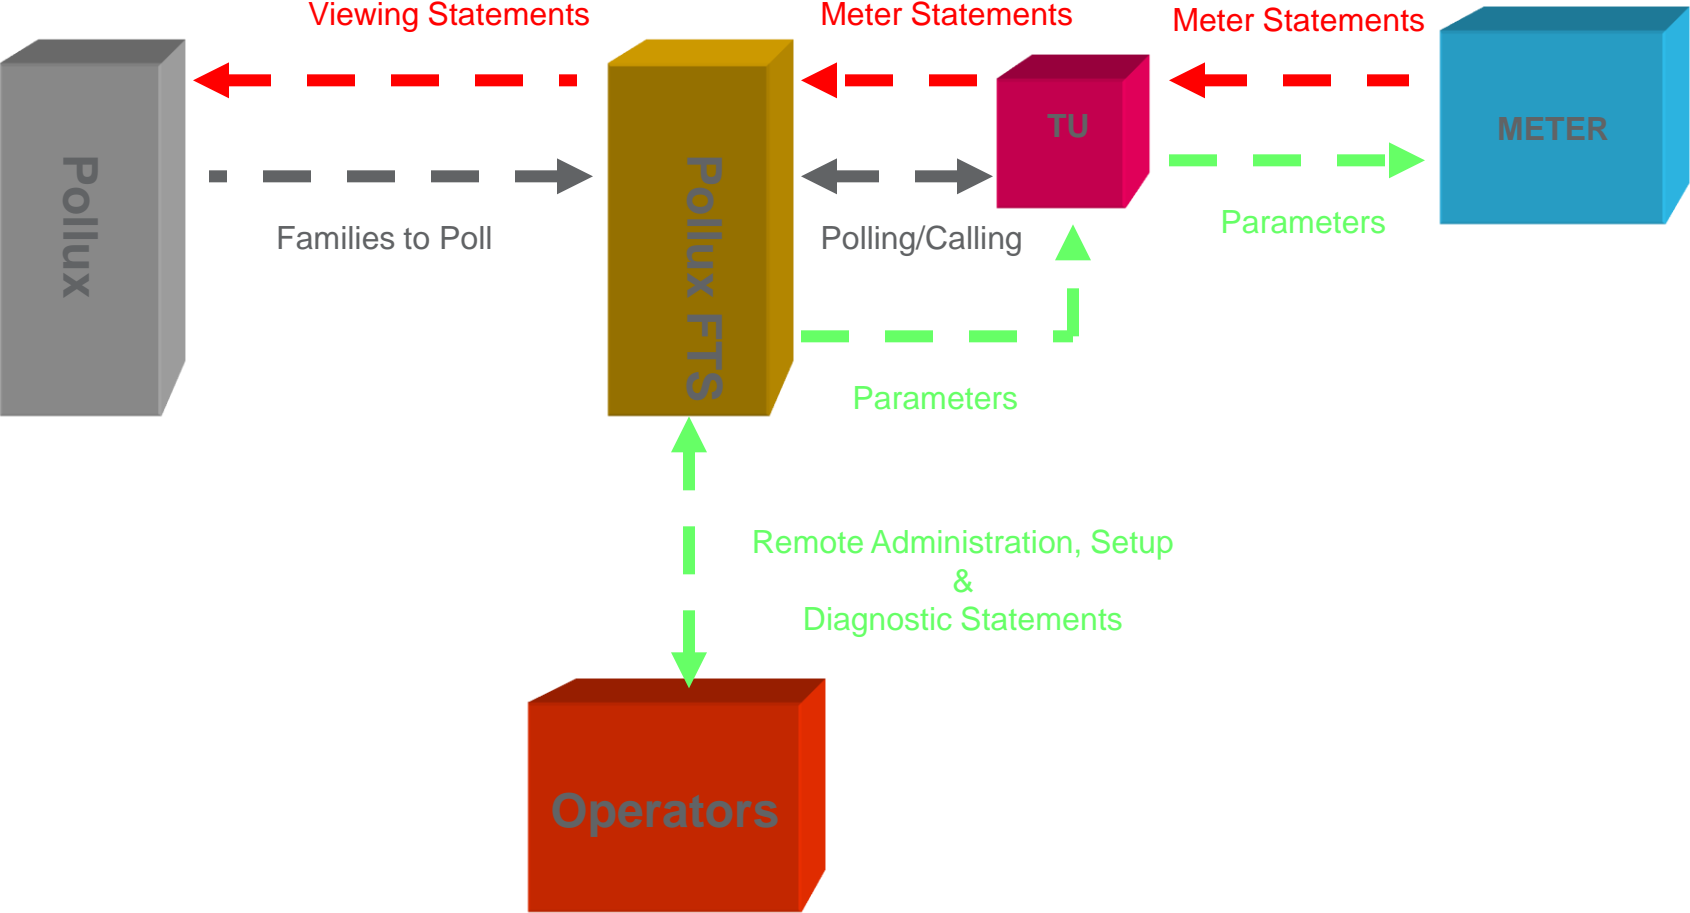 Viewing Statements
Meter Statements
Meter Statements
Pollux
Pollux FTS
TU
METER
Families to Poll
Polling/Calling
Parameters
Parameters
Remote Administration, Setup
&
Diagnostic Statements
Operators